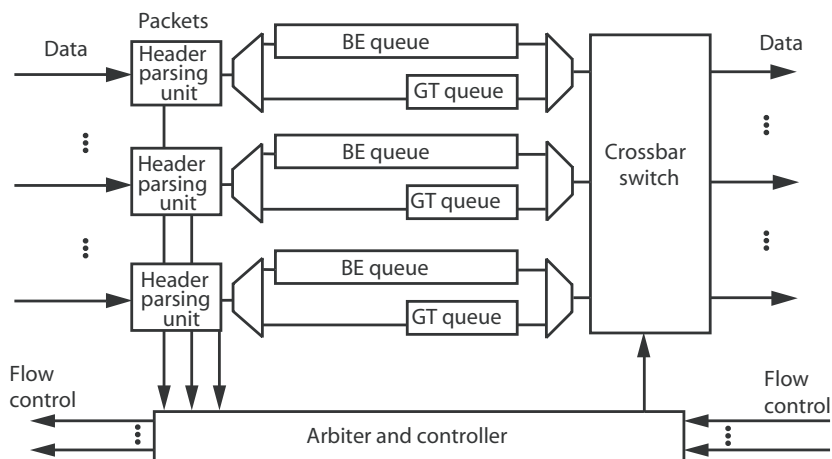 Packets
Data
Header
parsing
unit
BE queue
GT queue
Data
Header
parsing
unit
BE queue
GT queue
Crossbar
switch
Header
parsing
unit
BE queue
GT queue
Flow
control
Arbiter and controller
Flow
control